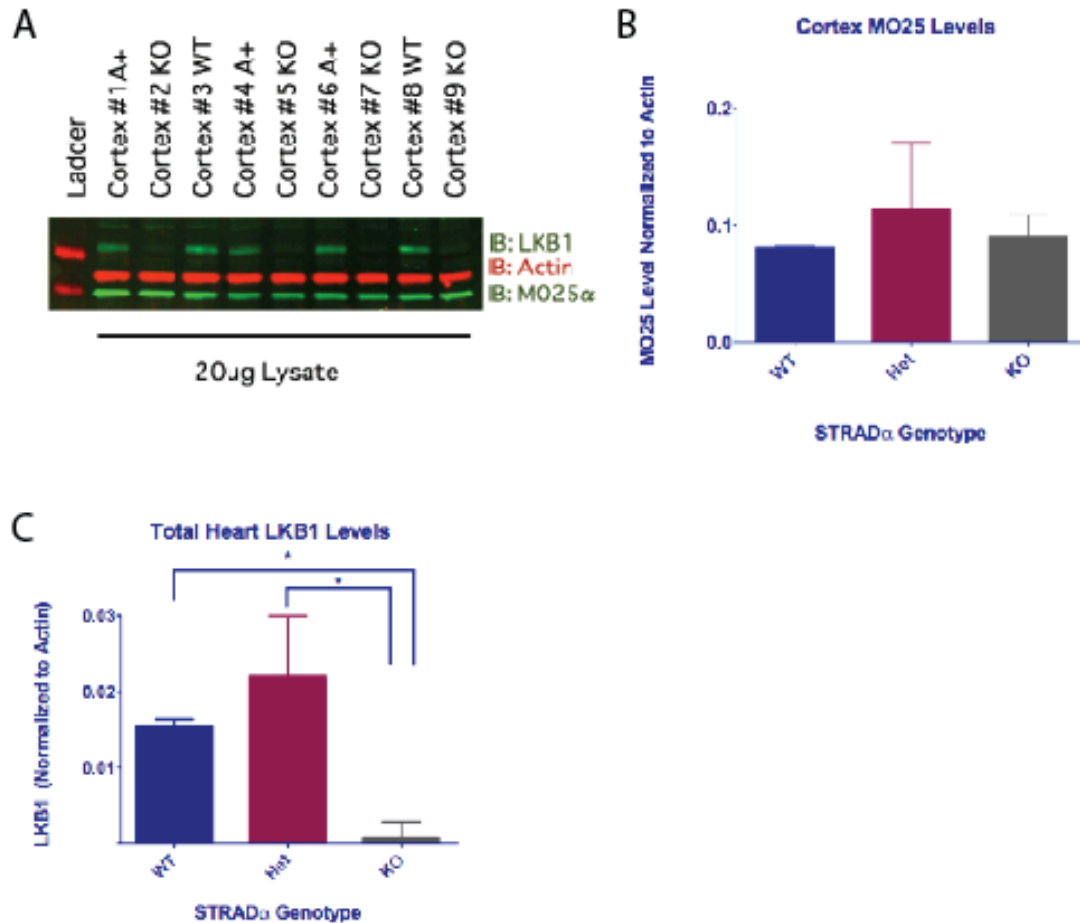 A
Ladcer
Cortex #1 A+
Cortex #2 KO
Cortex #3 WT
Cortex #4 A+
Cortex #5 KO
Cortex #6 A+
Cortex #7 KO
Cortex #8 WT
Cortex #9 KO
IB: LKB1
IB: Actin
IB: MO25α
20ug Lysate
B
Cortex MO25 Levels
MO25 Level Normalized to Actin
0.2
0.1
0.0
WT
Het
KO
STRADα Genotype
C
Total Heart LKB1 Levels
*
*
LKB1 (Normalized to Actin)
0.03
0.02
0.01
WT
Het
KO
STRADα Genotype